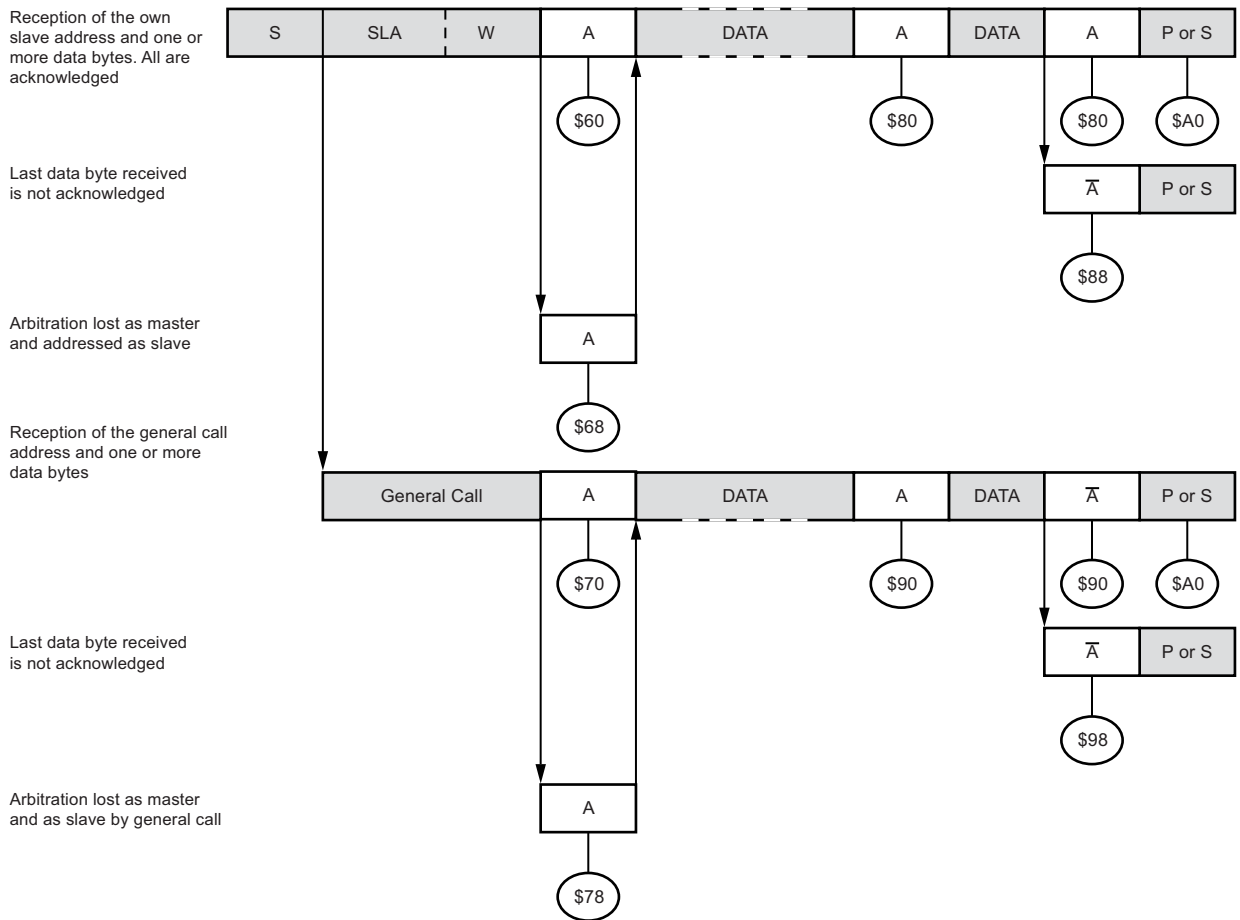 Reception of the own
slave address and one or
more data bytes. All are
acknowledged
S SLA W A DATA A DATA A P or S
$60 $80 $80 $A0
Last data byte received
is not acknowledged
A̅ P or S
$88
Arbitration lost as master
and addressed as slave
A
$68
Reception of the general call
address and one or more
data bytes
General Call A DATA A DATA A̅ P or S
$70 $90 $90 $A0
Last data byte received
is not acknowledged
A̅ P or S
$98
Arbitration lost as master
and as slave by general call
A
$78